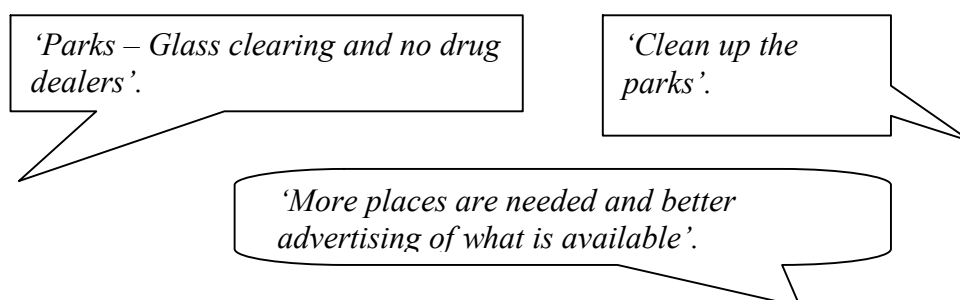 ‘Parks – Glass clearing and no drug
dealers’.
‘Clean up the
parks’.
‘More places are needed and better
advertising of what is available’.